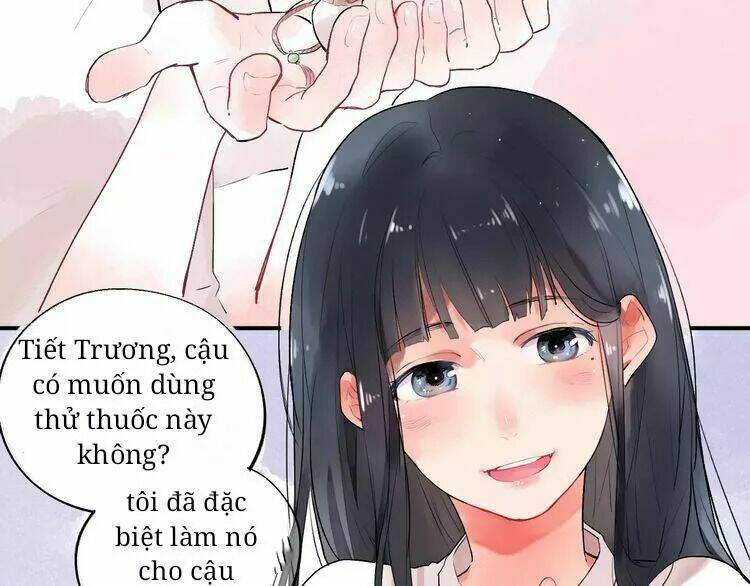 Tiết Trương, cậu
có muốn dùng
thử thuốc này
không?
tôi đã đặc
biệt làm nó
cho cậu